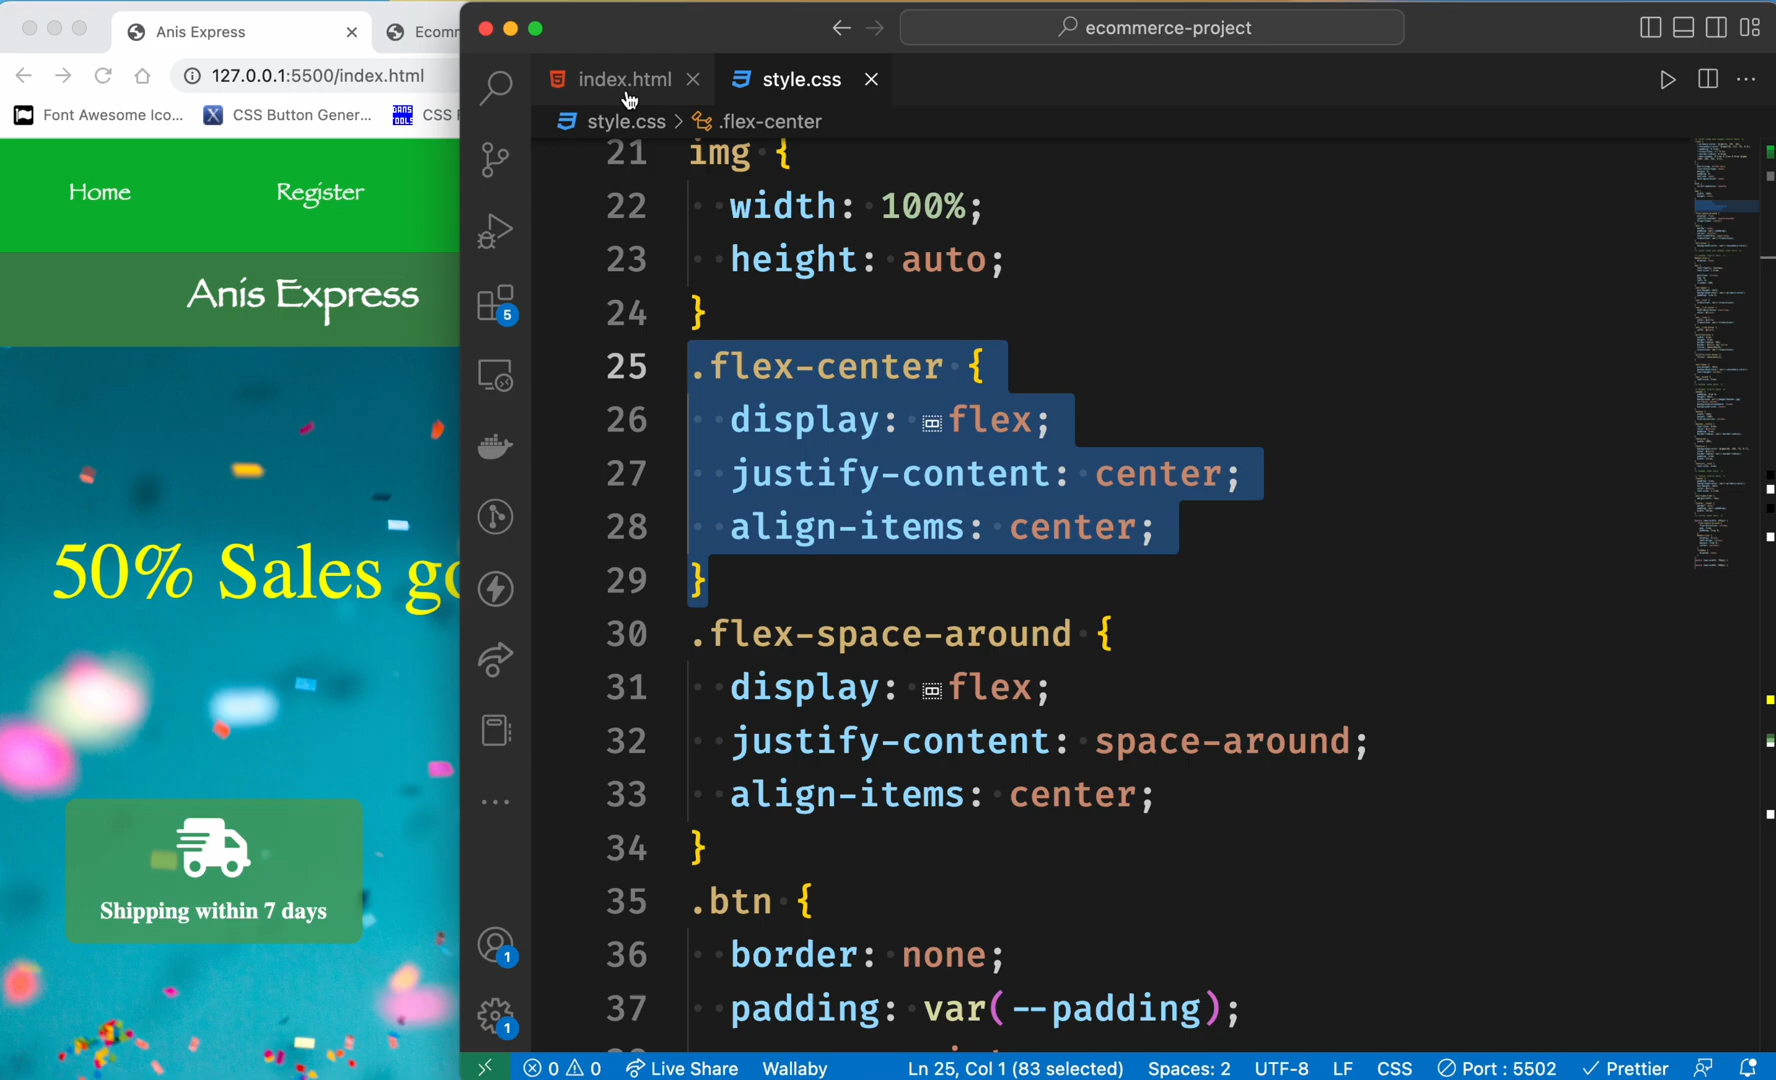 Anis Express
Ecomm
127.0.0.1:5500/index.html
Font Awesome Ico...
CSS Button Gener...
DANS TOOLS
CSS
Home
Register
Anis Express
50% Sales go
Shipping within 7 days
ecommerce-project
index.html
style.css
style.css > .flex-center
21 img {
22 width: 100%;
23 height: auto;
24 }
25 .flex-center {
26 display: flex;
27 justify-content: center;
28 align-items: center;
29 }
30 .flex-space-around {
31 display: flex;
32 justify-content: space-around;
33 align-items: center;
34 }
35 .btn {
36 border: none;
37 padding: var(--padding);
5
1
1
0 0
Live Share
Wallaby
Ln 25, Col 1 (83 selected)
Spaces: 2
UTF-8
LF
CSS
Port : 5502
Prettier